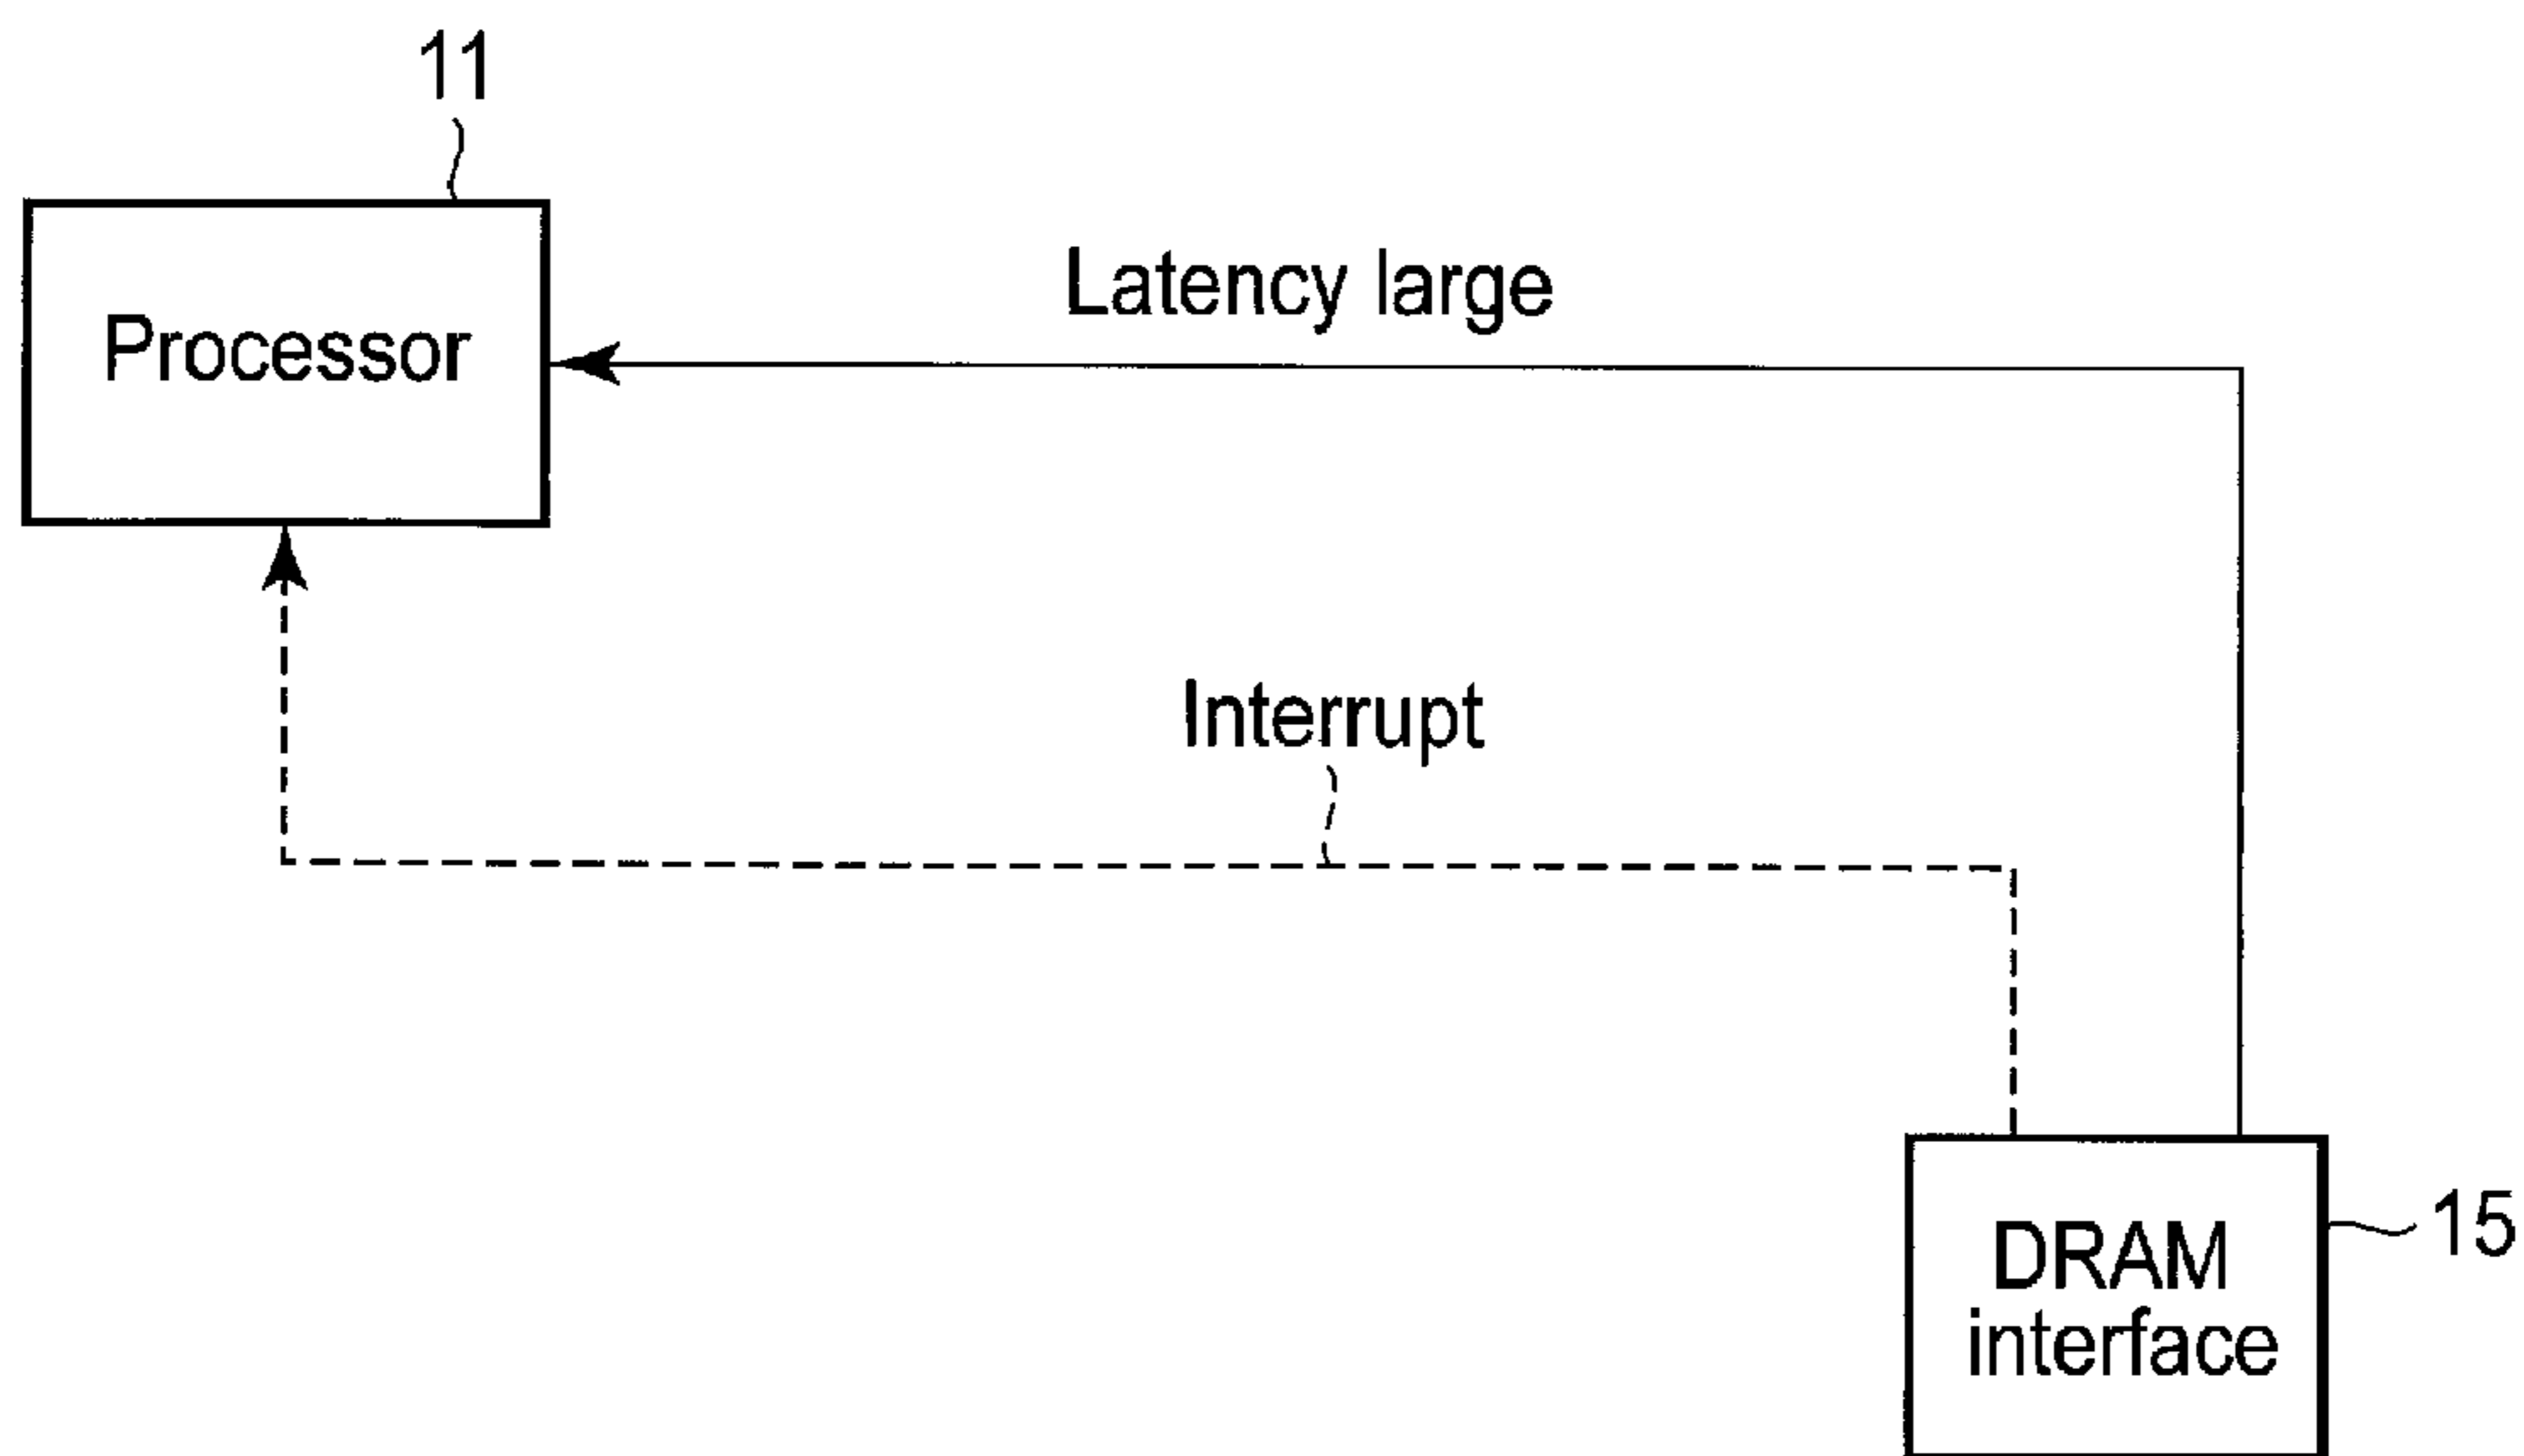 11
Processor
Latency large
Interrupt
DRAM
interface
15